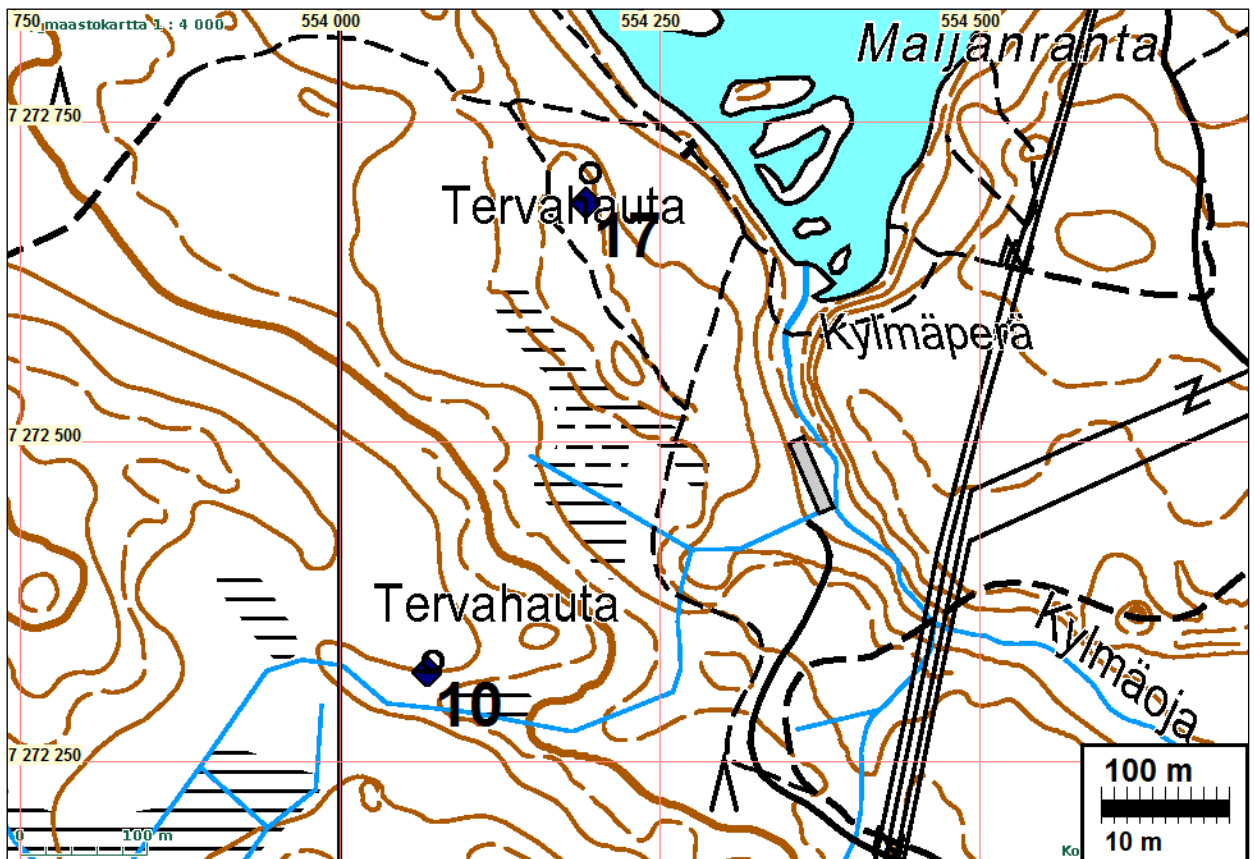 750
maastokartta 1 : 4 000
554 000
554 250
554 500
Maijanranta
7 272 750
Tervahauta
17
Kylmäperä
7 272 500
Tervahauta
10
Kylmäoja
7 272 250
100 m
10 m
0
100 m
Ko